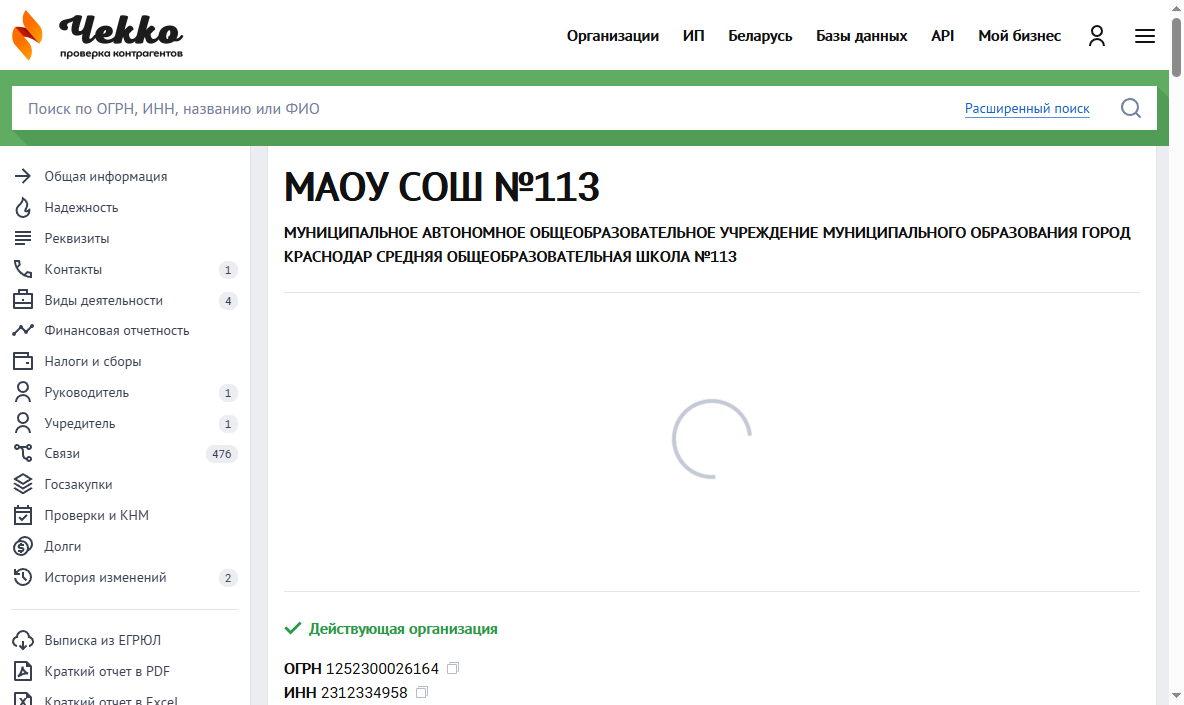 Чекко
проверка контрагентов
Организации
ИП
Беларусь
Базы данных
API
Мой бизнес
Поиск по ОГРН, ИНН, названию или ФИО
Расширенный поиск
Общая информация
Надежность
Реквизиты
Контакты 1
Виды деятельности 4
Финансовая отчетность
Налоги и сборы
Руководитель 1
Учредитель 1
Связи 476
Госзакупки
Проверки и КНМ
Долги
История изменений 2
Выписка из ЕГРЮЛ
Краткий отчет в PDF
Краткий отчет в Excel
МАОУ СОШ №113
МУНИЦИПАЛЬНОЕ АВТОНОМНОЕ ОБЩЕОБРАЗОВАТЕЛЬНОЕ УЧРЕЖДЕНИЕ МУНИЦИПАЛЬНОГО ОБРАЗОВАНИЯ ГОРОД
КРАСНОДАР СРЕДНЯЯ ОБЩЕОБРАЗОВАТЕЛЬНАЯ ШКОЛА №113
Действующая организация
ОГРН 1252300026164
ИНН 2312334958